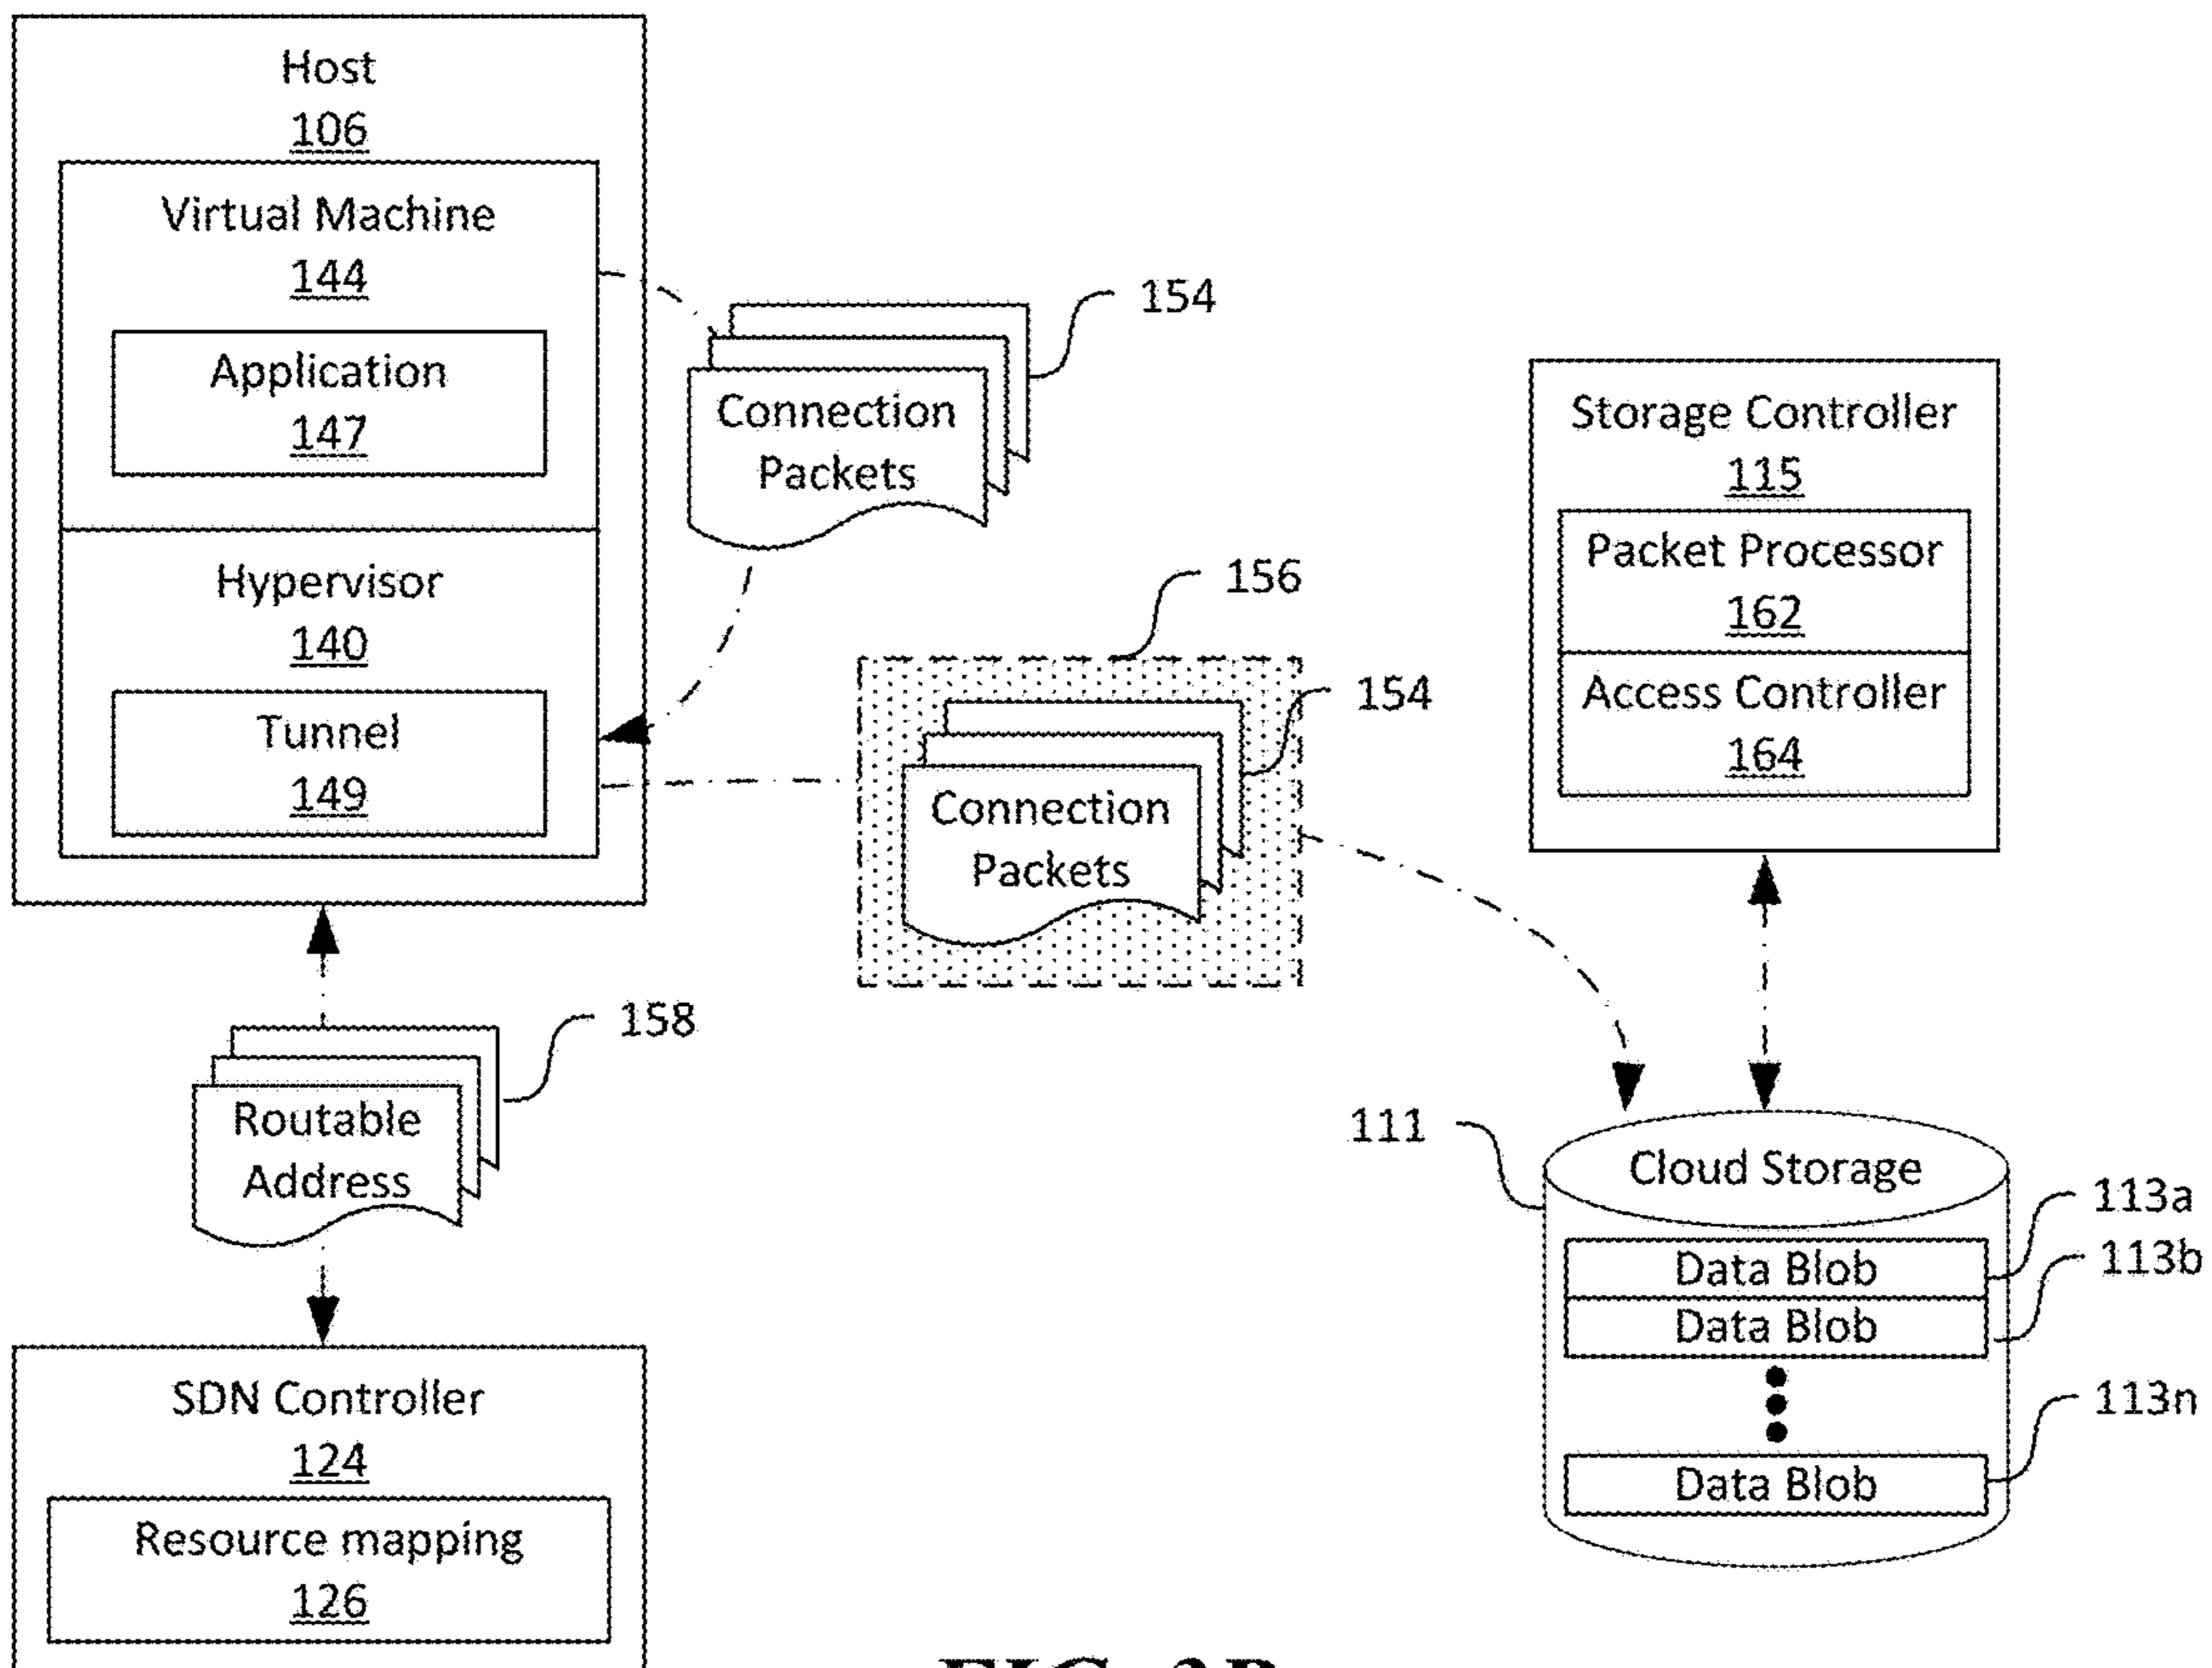 Host
106
Virtual Machine
144
Application
147
Hypervisor
140
Tunnel
149
154
Connection
Packets
156
154
Connection
Packets
Storage Controller
115
Packet Processor
162
Access Controller
164
158
Routable
Address
111
Cloud Storage
113a
Data Blob
113b
Data Blob
113n
Data Blob
SDN Controller
124
Resource mapping
126